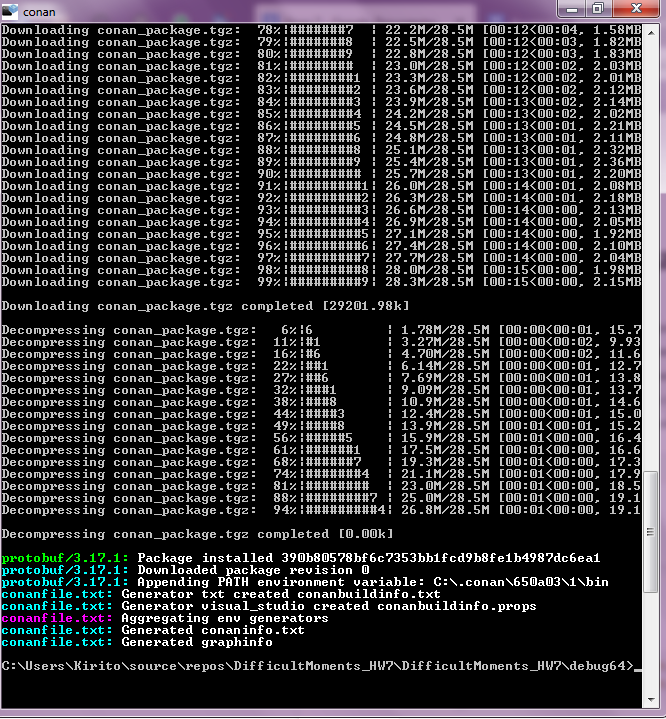 conan
Downloading conan_package.tgz:  78%|#######7  | 22.2M/28.5M [00:12<00:04, 1.58MB
Downloading conan_package.tgz:  79%|#######8  | 22.5M/28.5M [00:12<00:03, 1.82MB
Downloading conan_package.tgz:  80%|#######9  | 22.8M/28.5M [00:12<00:03, 1.83MB
Downloading conan_package.tgz:  81%|########  | 23.0M/28.5M [00:12<00:02, 2.03MB
Downloading conan_package.tgz:  82%|########1 | 23.3M/28.5M [00:12<00:02, 2.01MB
Downloading conan_package.tgz:  83%|########2 | 23.6M/28.5M [00:12<00:02, 2.12MB
Downloading conan_package.tgz:  84%|########3 | 23.9M/28.5M [00:13<00:02, 2.14MB
Downloading conan_package.tgz:  85%|########4 | 24.2M/28.5M [00:13<00:02, 2.02MB
Downloading conan_package.tgz:  86%|########5 | 24.5M/28.5M [00:13<00:01, 2.21MB
Downloading conan_package.tgz:  87%|########6 | 24.8M/28.5M [00:13<00:01, 2.11MB
Downloading conan_package.tgz:  88%|########8 | 25.1M/28.5M [00:13<00:01, 2.32MB
Downloading conan_package.tgz:  89%|########9 | 25.4M/28.5M [00:13<00:01, 2.36MB
Downloading conan_package.tgz:  90%|######### | 25.7M/28.5M [00:13<00:01, 2.20MB
Downloading conan_package.tgz:  91%|#########1| 26.0M/28.5M [00:14<00:01, 2.08MB
Downloading conan_package.tgz:  92%|#########2| 26.3M/28.5M [00:14<00:01, 2.18MB
Downloading conan_package.tgz:  93%|#########3| 26.6M/28.5M [00:14<00:00, 2.13MB
Downloading conan_package.tgz:  94%|#########4| 26.9M/28.5M [00:14<00:00, 2.05MB
Downloading conan_package.tgz:  95%|#########5| 27.1M/28.5M [00:14<00:00, 1.92MB
Downloading conan_package.tgz:  96%|#########6| 27.4M/28.5M [00:14<00:00, 2.10MB
Downloading conan_package.tgz:  97%|#########7| 27.7M/28.5M [00:14<00:00, 2.04MB
Downloading conan_package.tgz:  98%|#########8| 28.0M/28.5M [00:15<00:00, 1.98MB
Downloading conan_package.tgz:  99%|#########9| 28.3M/28.5M [00:15<00:00, 2.15MB
Downloading conan_package.tgz completed [29201.98k]
Decompressing conan_package.tgz:   6%|6         | 1.78M/28.5M [00:00<00:01, 15.7
Decompressing conan_package.tgz:  11%|#1        | 3.27M/28.5M [00:00<00:02, 9.93
Decompressing conan_package.tgz:  16%|#6        | 4.70M/28.5M [00:00<00:02, 11.6
Decompressing conan_package.tgz:  22%|##1       | 6.14M/28.5M [00:00<00:01, 12.7
Decompressing conan_package.tgz:  27%|##6       | 7.69M/28.5M [00:00<00:01, 13.8
Decompressing conan_package.tgz:  32%|###1      | 9.09M/28.5M [00:00<00:01, 13.7
Decompressing conan_package.tgz:  38%|###8      | 10.9M/28.5M [00:00<00:01, 14.6
Decompressing conan_package.tgz:  44%|####3     | 12.4M/28.5M [00:00<00:01, 15.0
Decompressing conan_package.tgz:  49%|####8     | 13.9M/28.5M [00:01<00:01, 15.2
Decompressing conan_package.tgz:  56%|#####5    | 15.9M/28.5M [00:01<00:00, 16.4
Decompressing conan_package.tgz:  61%|######1   | 17.5M/28.5M [00:01<00:00, 16.6
Decompressing conan_package.tgz:  68%|######7   | 19.3M/28.5M [00:01<00:00, 17.3
Decompressing conan_package.tgz:  74%|#######4  | 21.1M/28.5M [00:01<00:00, 17.9
Decompressing conan_package.tgz:  81%|########  | 23.0M/28.5M [00:01<00:00, 18.5
Decompressing conan_package.tgz:  88%|########7 | 25.0M/28.5M [00:01<00:00, 19.1
Decompressing conan_package.tgz:  94%|#########4| 26.8M/28.5M [00:01<00:00, 19.1
Decompressing conan_package.tgz completed [0.00k]
protobuf/3.17.1: Package installed 390b80578bf6c7353bb1fcd9b8fe1b4987dc6ea1
protobuf/3.17.1: Downloaded package revision 0
protobuf/3.17.1: Appending PATH environment variable: C:\.conan\650a03\1\bin
conanfile.txt: Generator txt created conanbuildinfo.txt
conanfile.txt: Generator visual_studio created conanbuildinfo.props
conanfile.txt: Aggregating env generators
conanfile.txt: Generated conaninfo.txt
conanfile.txt: Generated graphinfo
C:\Users\Kirito\source\repos\DifficultMoments_HW7\DifficultMoments_HW7\debug64>_